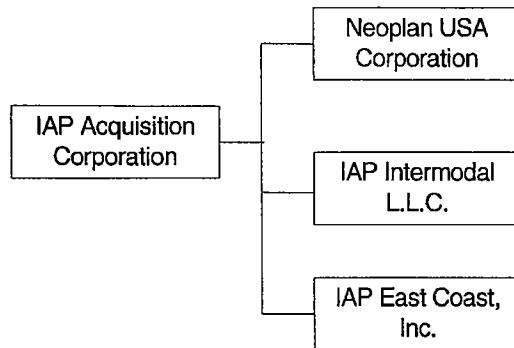 Neoplan USA
Corporation
IAP Acquisition
Corporation
IAP Intermodal
L.L.C.
IAP East Coast,
Inc.